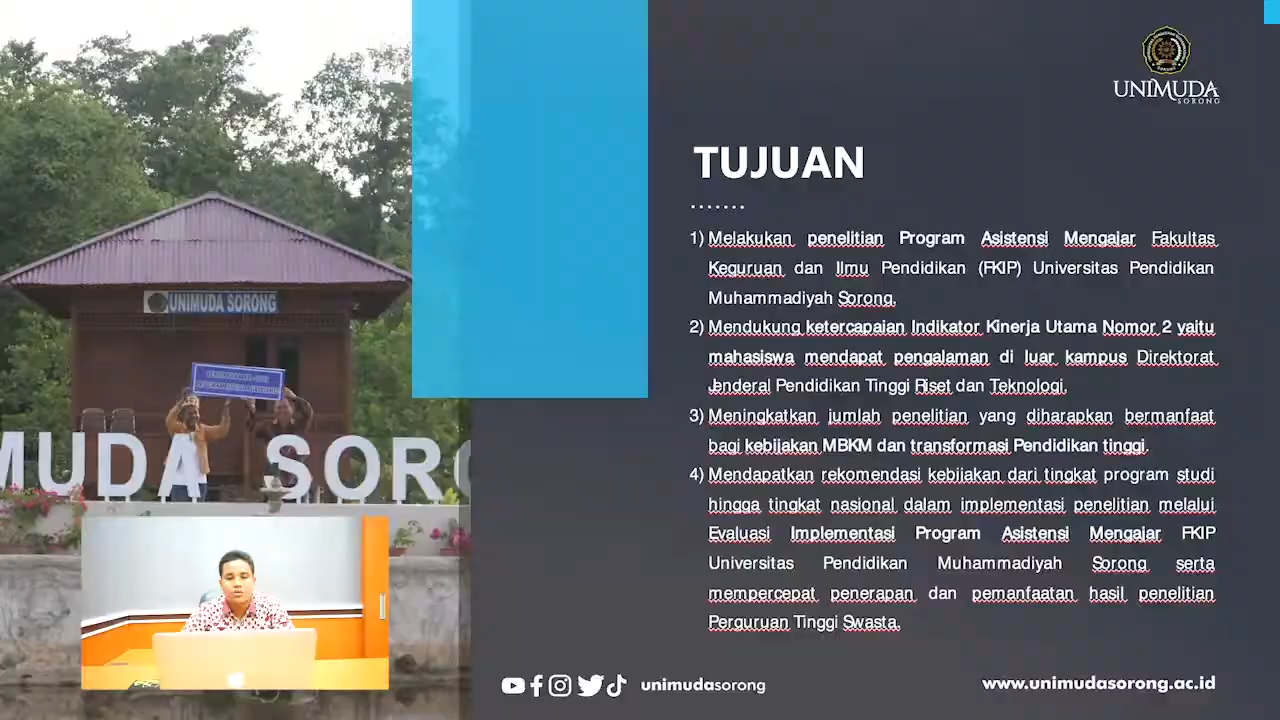 UNIMUDA
SORONG
TUJUAN
1) Melakukan penelitian Program Asistensi Mengajar Fakultas
Keguruan dan Ilmu Pendidikan (FKIP) Universitas Pendidikan
Muhammadiyah Sorong.
2) Mendukung ketercapaian Indikator Kinerja Utama Nomor 2 yaitu
mahasiswa mendapat pengalaman di luar kampus Direktorat
Jenderal Pendidikan Tinggi Riset dan Teknologi.
3) Meningkatkan jumlah penelitian yang diharapkan bermanfaat
bagi kebijakan MBKM dan transformasi Pendidikan tinggi.
4) Mendapatkan rekomendasi kebijakan dari tingkat program studi
hingga tingkat nasional dalam implementasi penelitian melalui
Evaluasi Implementasi Program Asistensi Mengajar FKIP
Universitas Pendidikan Muhammadiyah Sorong serta
mempercepat penerapan dan pemanfaatan hasil penelitian
Perguruan Tinggi Swasta.
UNIMUDA SORONG
MUDA SORO
unimudasorong
www.unimudasorong.ac.id